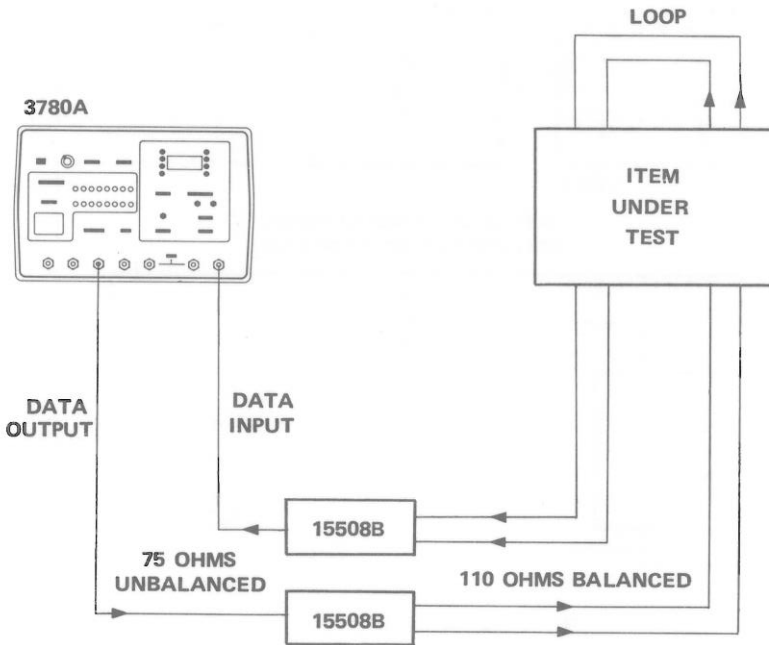 LOOP
3780A
ITEM
UNDER
TEST
DATA
OUTPUT
DATA
INPUT
15508B
75 OHMS
UNBALANCED
110 OHMS BALANCED
15508B